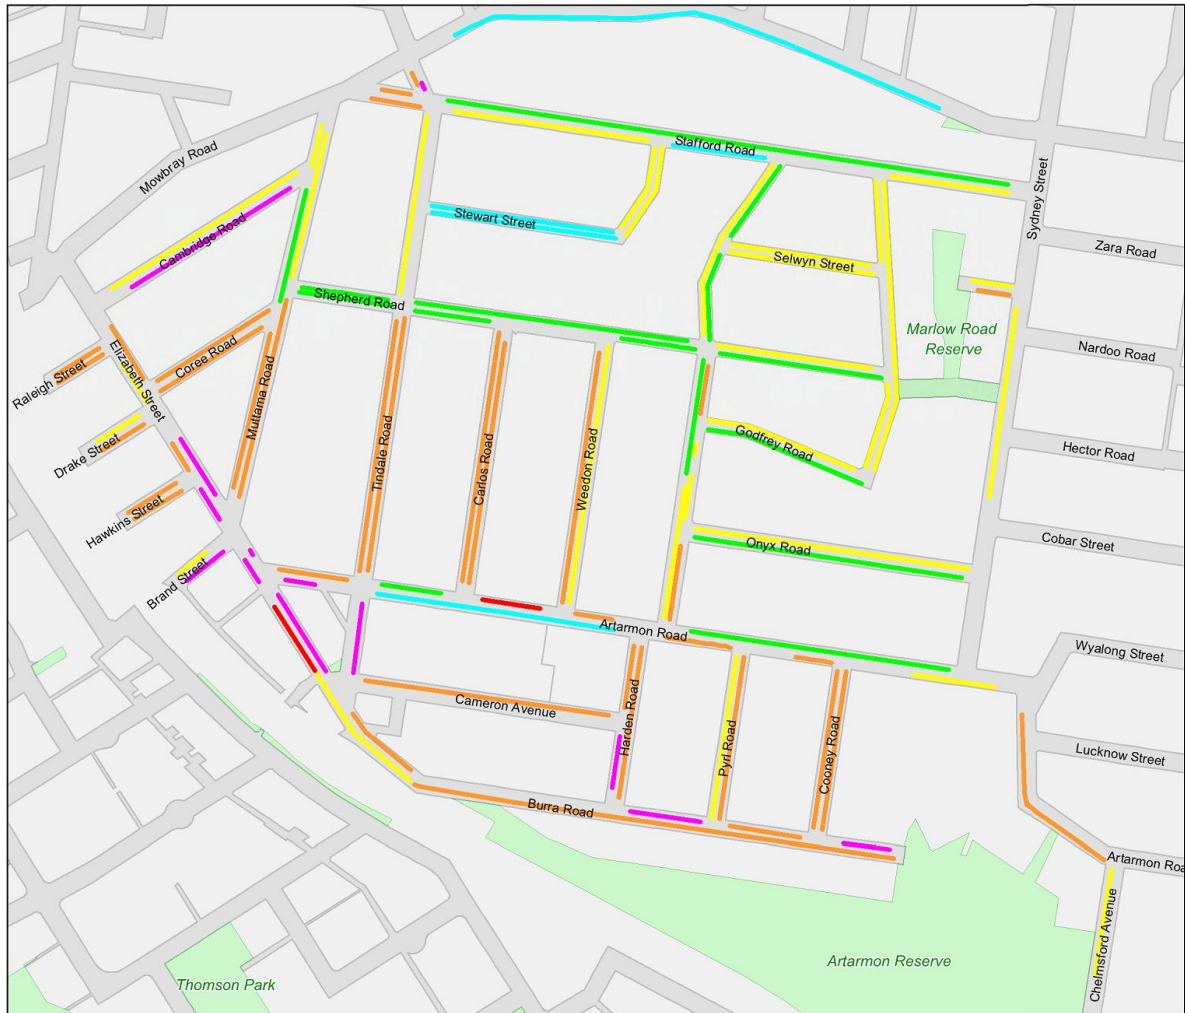 Mowbray Road
Stafford Road
Sydney Street
Cambridge Road
Stewart Street
Zara Road
Selwyn Street
Shepherd Road
Marlow Road
Reserve
Nardoo Road
Coree Road
Elizabeth Street
Raleigh Street
Muttama Road
Drake Street
Tindale Road
Carlos Road
Weedon Road
Godfrey Road
Hector Road
Hawkins Street
Onyx Road
Cobar Street
Brand Street
Artarmon Road
Wyalong Street
Cameron Avenue
Harden Road
Pyrl Road
Cooney Road
Lucknow Street
Burra Road
Artarmon Roa
Chelmsford Avenue
Artarmon Reserve
Thomson Park